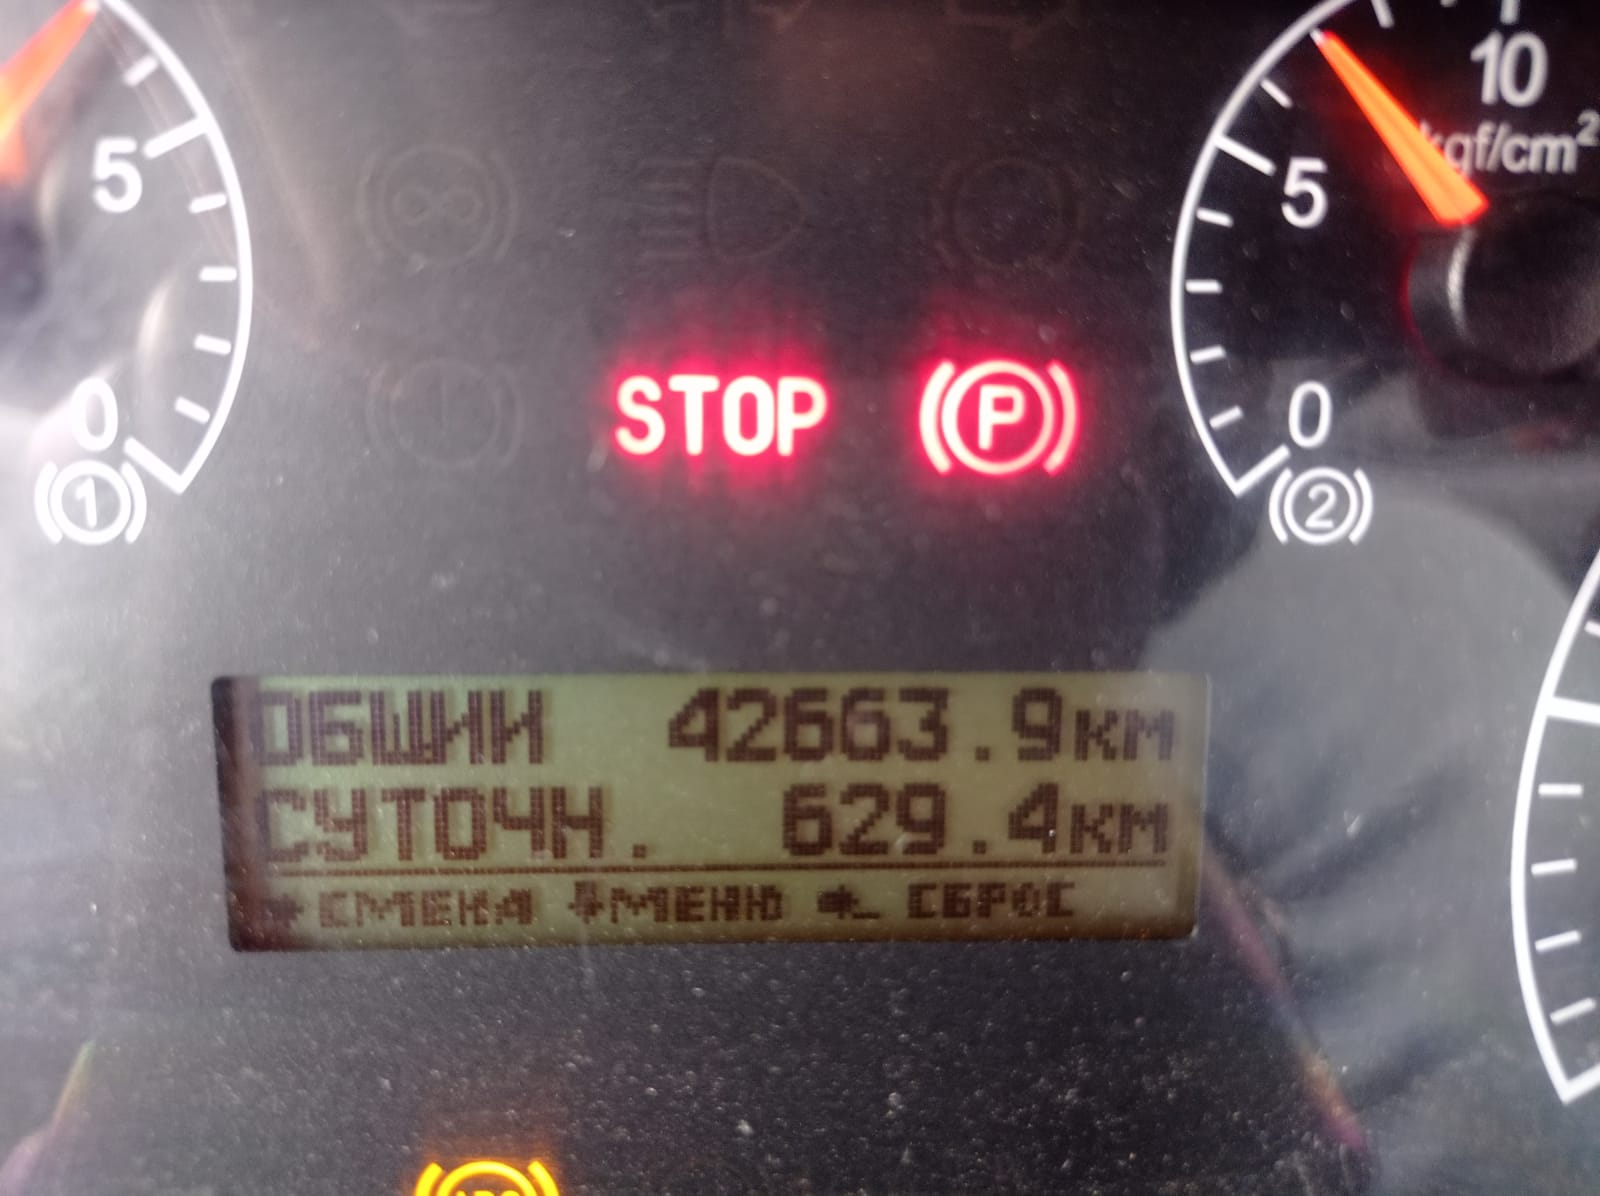 10
kgf/cm²
5
5
STOP
P
0
0
1
2
ОБЩИЙ 42663.9км
СУТОЧН. 629.4км
СМЕНА МЕНЮ СБРОС